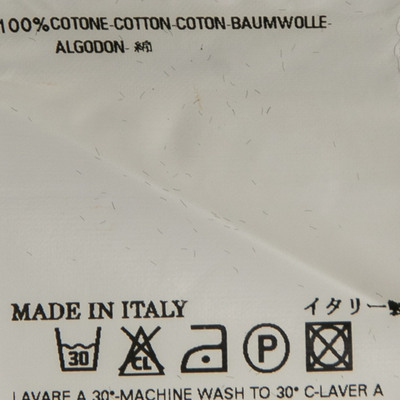 100%COTONE-COTTON-COTON-BAUMWOLLE-
ALGODON- 綿
MADE IN ITALY イタリー
30 CL P
LAVARE A 30°-MACHINE WASH TO 30° C-LAVER A